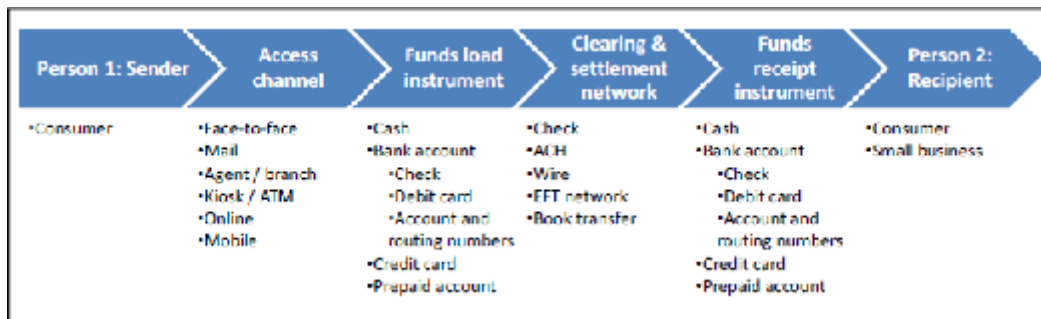 Person 1: Sender
Access
channel
Funds load
instrument
Clearing &
settlement
network
Funds
receipt
instrument
Person 2:
Recipient
•Consumer
•Face-to-face
•Mail
•Agent / branch
•Kiosk / ATM
•Online
•Mobile
•Cash
•Bank account
•Check
•Debit card
•Account and
routing numbers
•Credit card
•Prepaid account
•Check
•ACH
•Wire
•EFT network
•Book transfer
•Cash
•Bank account
•Check
•Debit card
•Account and
routing numbers
•Credit card
•Prepaid account
•Consumer
•Small business